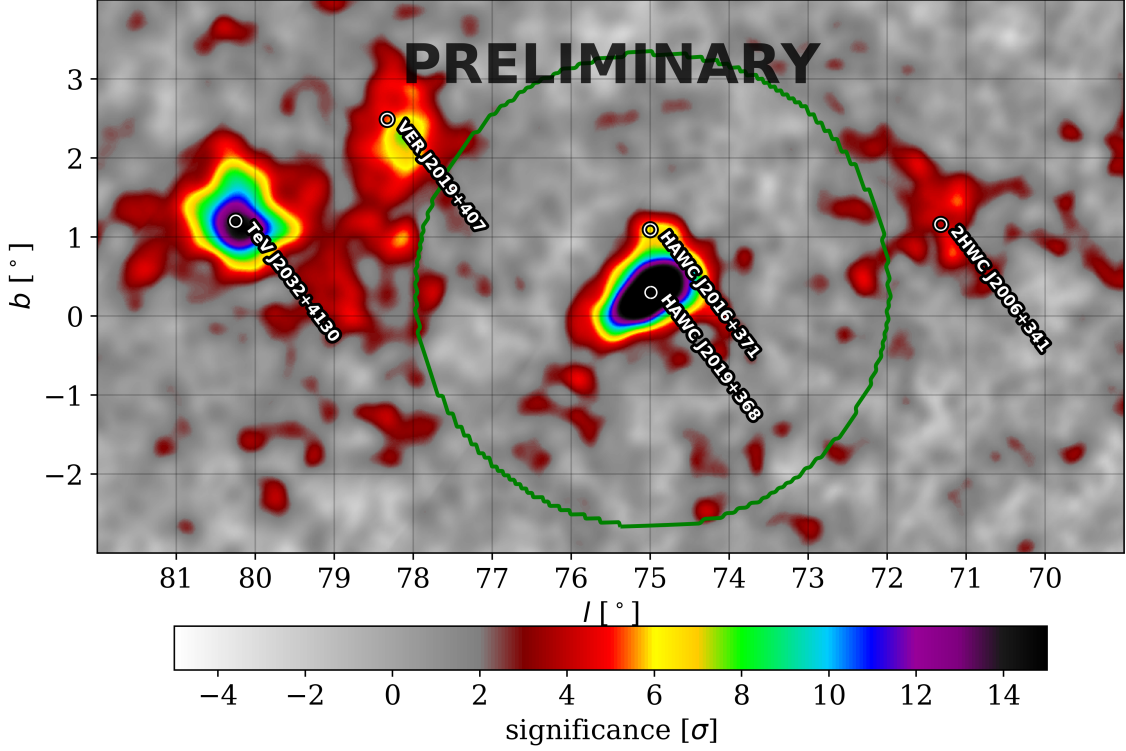 PRELIMINARY
3
2
1
0
−1
−2
b [°]
VER J2019+407
TeV J2032+4130
HAWC J2016+371
HAWC J2019+368
2HWC J2006+341
81 80 79 78 77 76 75 74 73 72 71 70
l [°]
−4 −2 0 2 4 6 8 10 12 14
significance [σ]